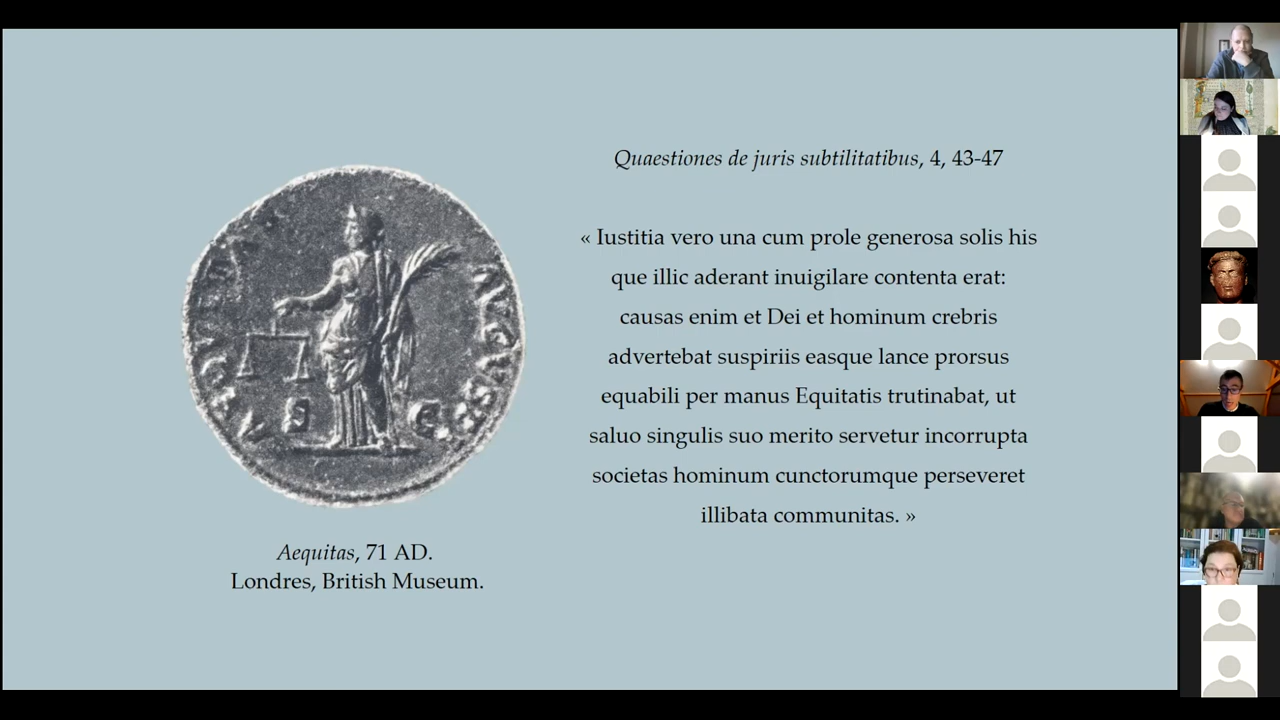 Quaestiones de juris subtilitatibus, 4, 43-47
« Iustitia vero una cum prole generosa solis his
que illic aderant inuigilare contenta erat:
causas enim et Dei et hominum crebris
advertebat suspiriis easque lance prorsus
equabili per manus Equitatis trutinabat, ut
saluo singulis suo merito servetur incorrupta
societas hominum cunctorumque perseveret
illibata communitas. »
S C
Aequitas, 71 AD.
Londres, British Museum.